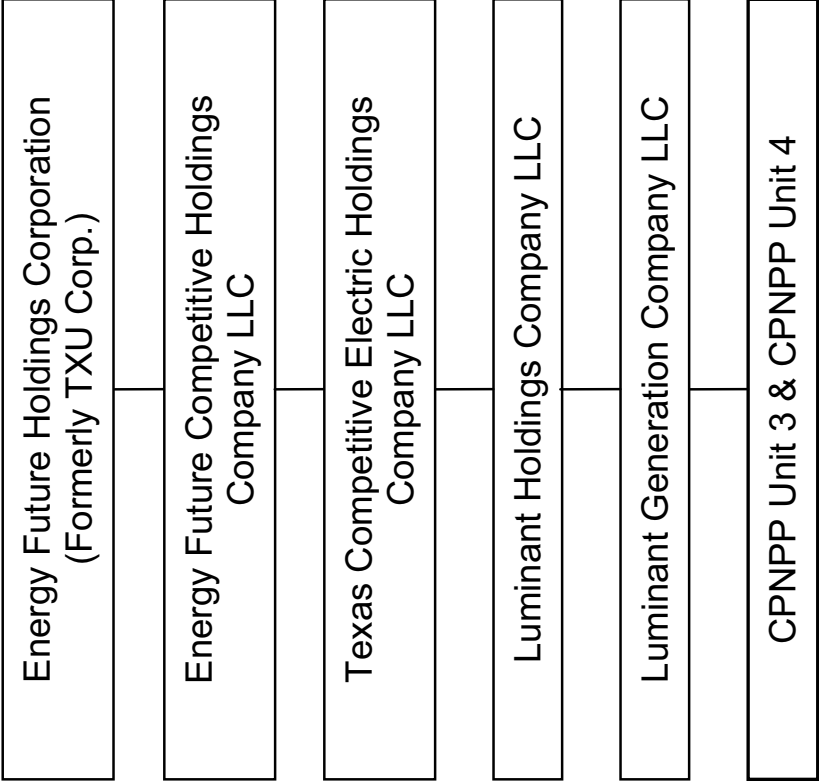 Energy Future Holdings Corporation
(Formerly TXU Corp.)
Energy Future Competitive Holdings
Company LLC
Texas Competitive Electric Holdings
Company LLC
Luminant Holdings Company LLC
Luminant Generation Company LLC
CPNPP Unit 3 & CPNPP Unit 4